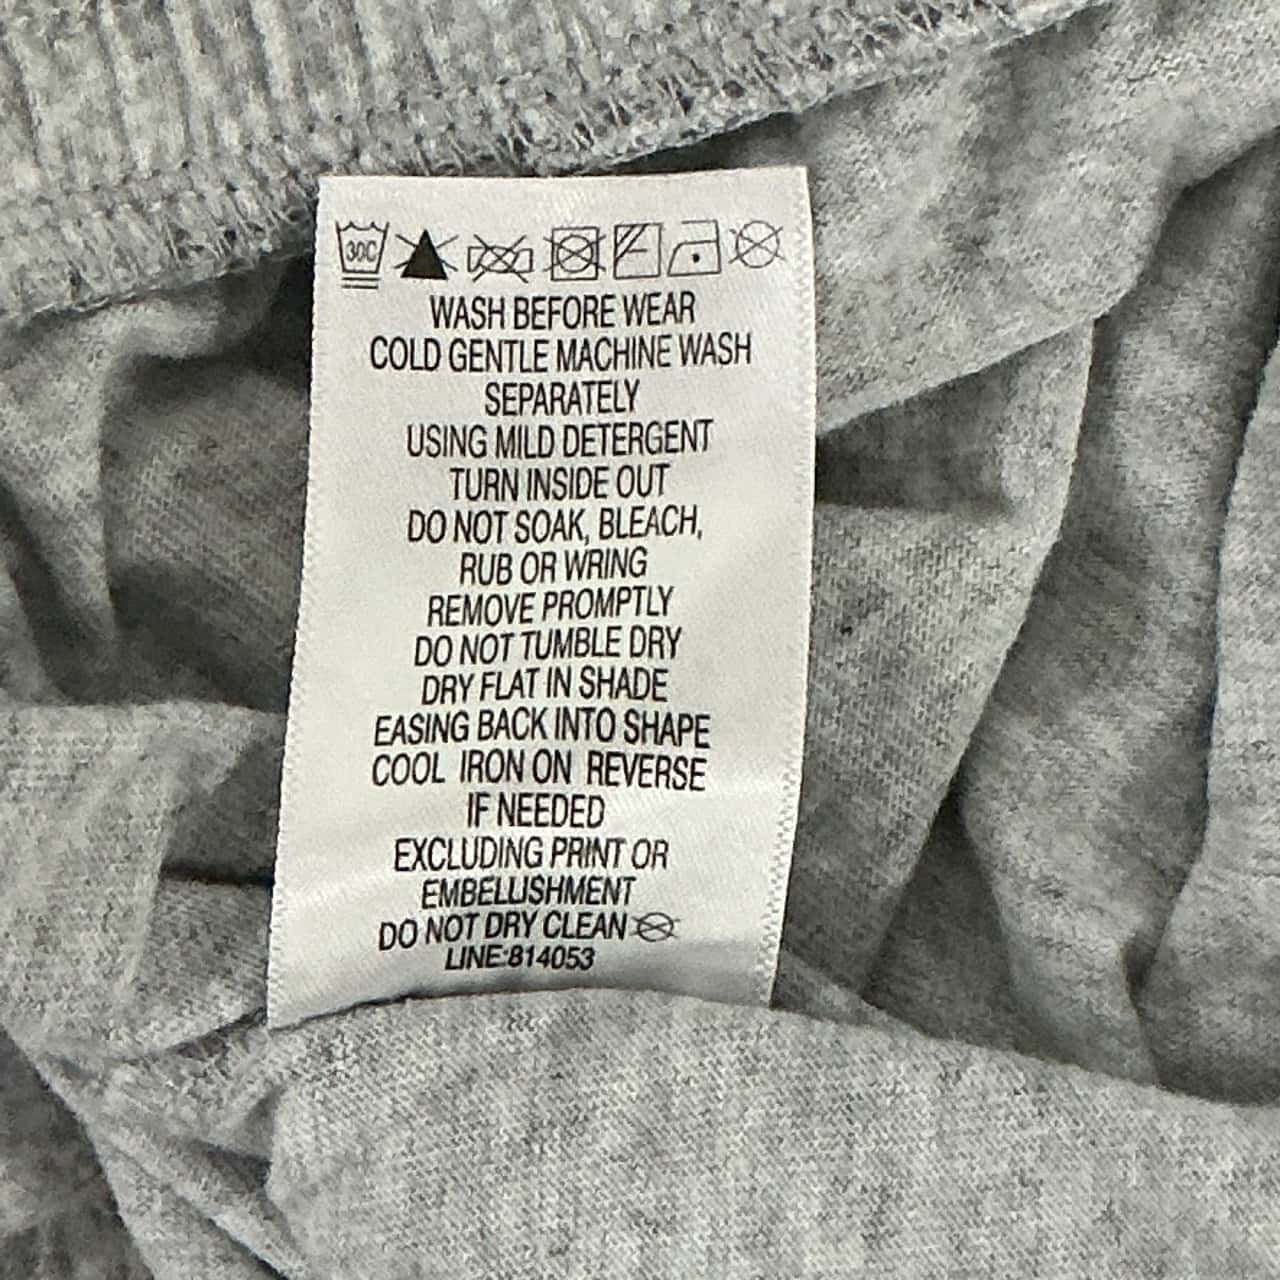 30C
WASH BEFORE WEAR
COLD GENTLE MACHINE WASH
SEPARATELY
USING MILD DETERGENT
TURN INSIDE OUT
DO NOT SOAK, BLEACH,
RUB OR WRING
REMOVE PROMPTLY
DO NOT TUMBLE DRY
DRY FLAT IN SHADE
EASING BACK INTO SHAPE
COOL IRON ON REVERSE
IF NEEDED
EXCLUDING PRINT OR
EMBELLISHMENT
DO NOT DRY CLEAN
LINE:814053